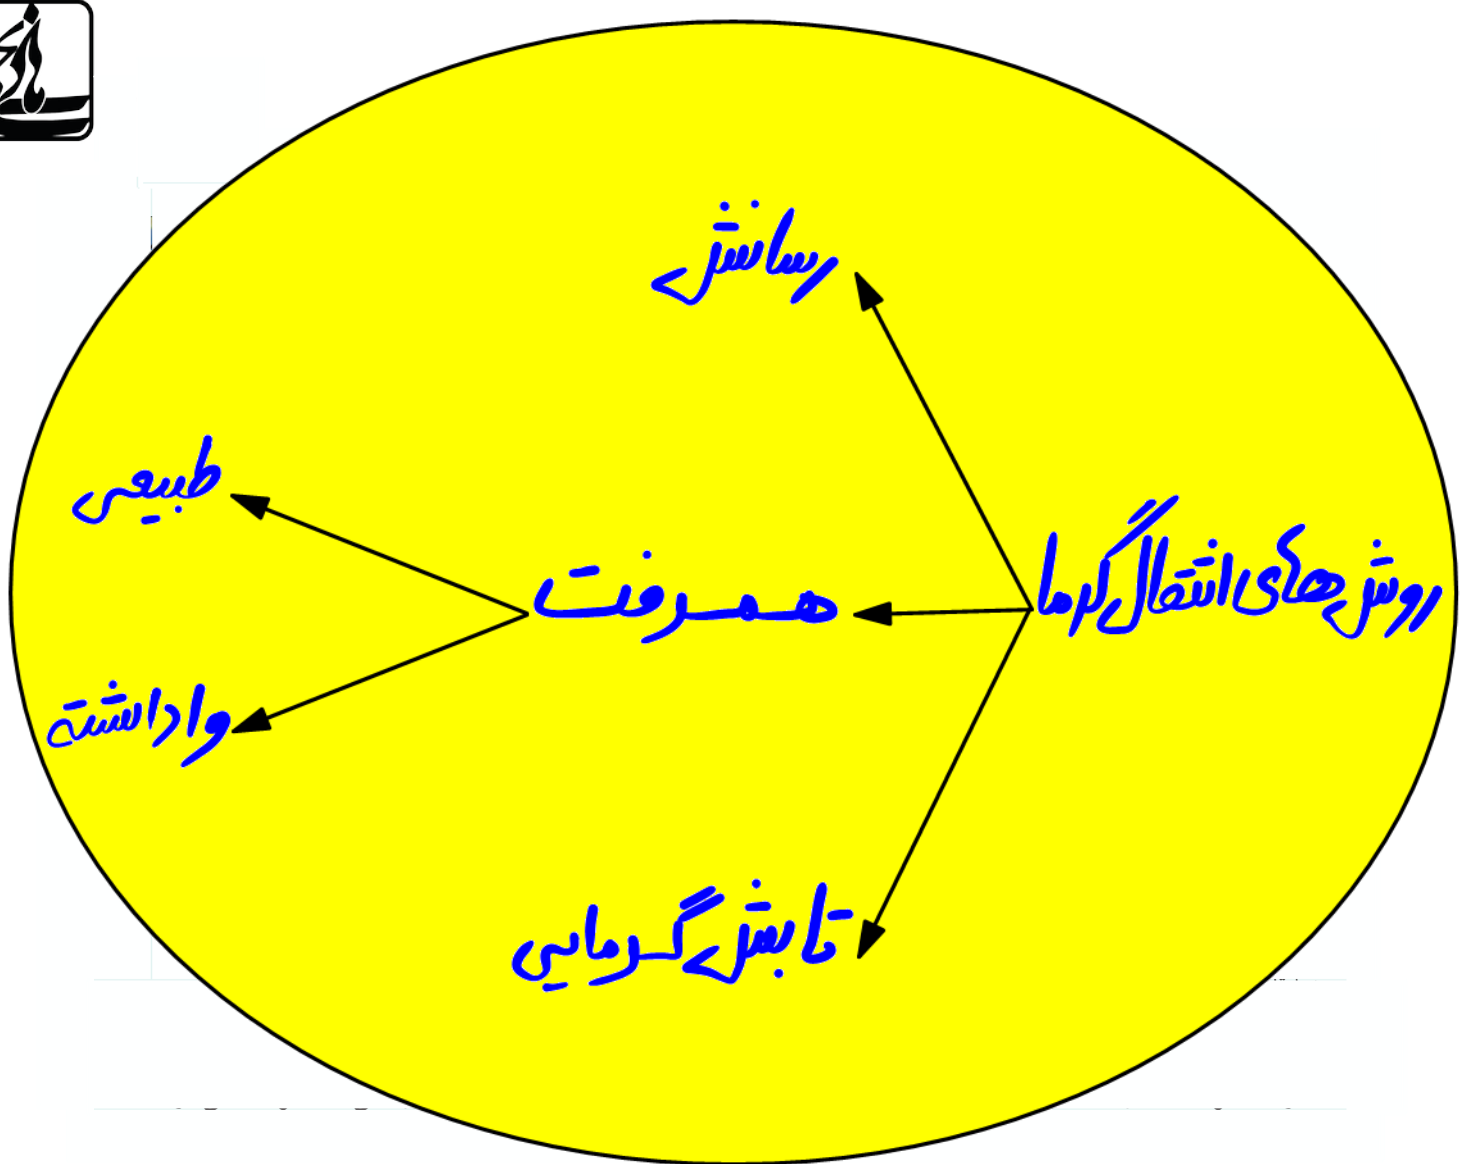 روش‌های انتقال گرما
رسانش
همرفت
طبیعی
واداشته
تابش گرمایی